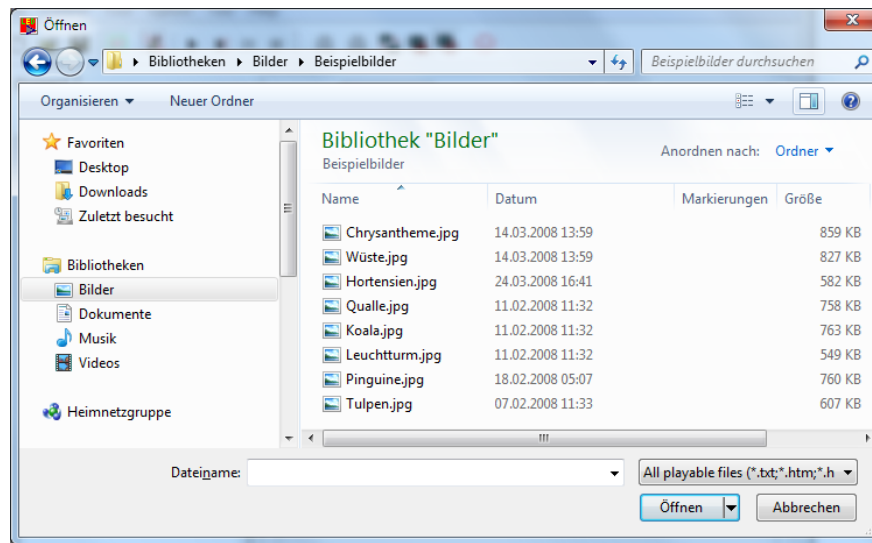 Öffnen
Bibliotheken Bilder Beispielbilder Beispielbilder durchsuchen
Organisieren Neuer Ordner
Favoriten
Desktop
Downloads
Zuletzt besucht
Bibliotheken
Bilder
Dokumente
Musik
Videos
Heimnetzgruppe
Bibliothek "Bilder"
Beispielbilder
Anordnen nach: Ordner
Name Datum Markierungen Größe
Chrysantheme.jpg 14.03.2008 13:59 859 KB
Wüste.jpg 14.03.2008 13:59 827 KB
Hortensien.jpg 24.03.2008 16:41 582 KB
Qualle.jpg 11.02.2008 11:32 758 KB
Koala.jpg 11.02.2008 11:32 763 KB
Leuchtturm.jpg 11.02.2008 11:32 549 KB
Pinguine.jpg 18.02.2008 05:07 760 KB
Tulpen.jpg 07.02.2008 11:33 607 KB
Dateiname: All playable files (*.txt;*.htm;*.h
Öffnen Abbrechen